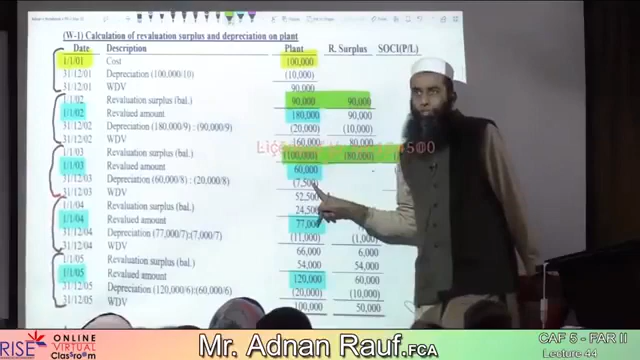 (W-1) Calculation of revaluation surplus and depreciation on plant
Date Description Plant R. Surplus SOCI(P/L)
1/1/01 Cost 100,000
31/12/01 Depreciation (100,000/10) (10,000)
31/12/01 WDV 90,000
1/1/02 Revaluation surplus (bal.) 90,000 90,000
1/1/02 Revalued amount 180,000 90,000
31/12/02 Depreciation (180,000/9) : (90,000/9) (20,000) (10,000)
31/12/02 WDV 160,000 80,000
1/1/03 Revaluation surplus (bal.) (100,000) (80,000)
1/1/03 Revalued amount 60,000 -
31/12/03 Depreciation (60,000/8) : (20,000/8) (7,500)
31/12/03 WDV 52,500
1/1/04 Revaluation surplus (bal.) 24,500
1/1/04 Revalued amount 77,000
31/12/04 Depreciation (77,000/7):(7,000/7) (11,000) (1,000)
31/12/04 WDV 66,000 6,000
1/1/05 Revaluation surplus (bal.) 54,000 54,000
1/1/05 Revalued amount 120,000 60,000
31/12/05 Depreciation (120,000/6):(60,000/6) (20,000) (10,000)
31/12/05 WDV 100,000 50,000
RISE ONLINE VIRTUAL Classroom
Mr. Adnan Rauf.FCA
CAF 5 - FAR II
Lecture-44